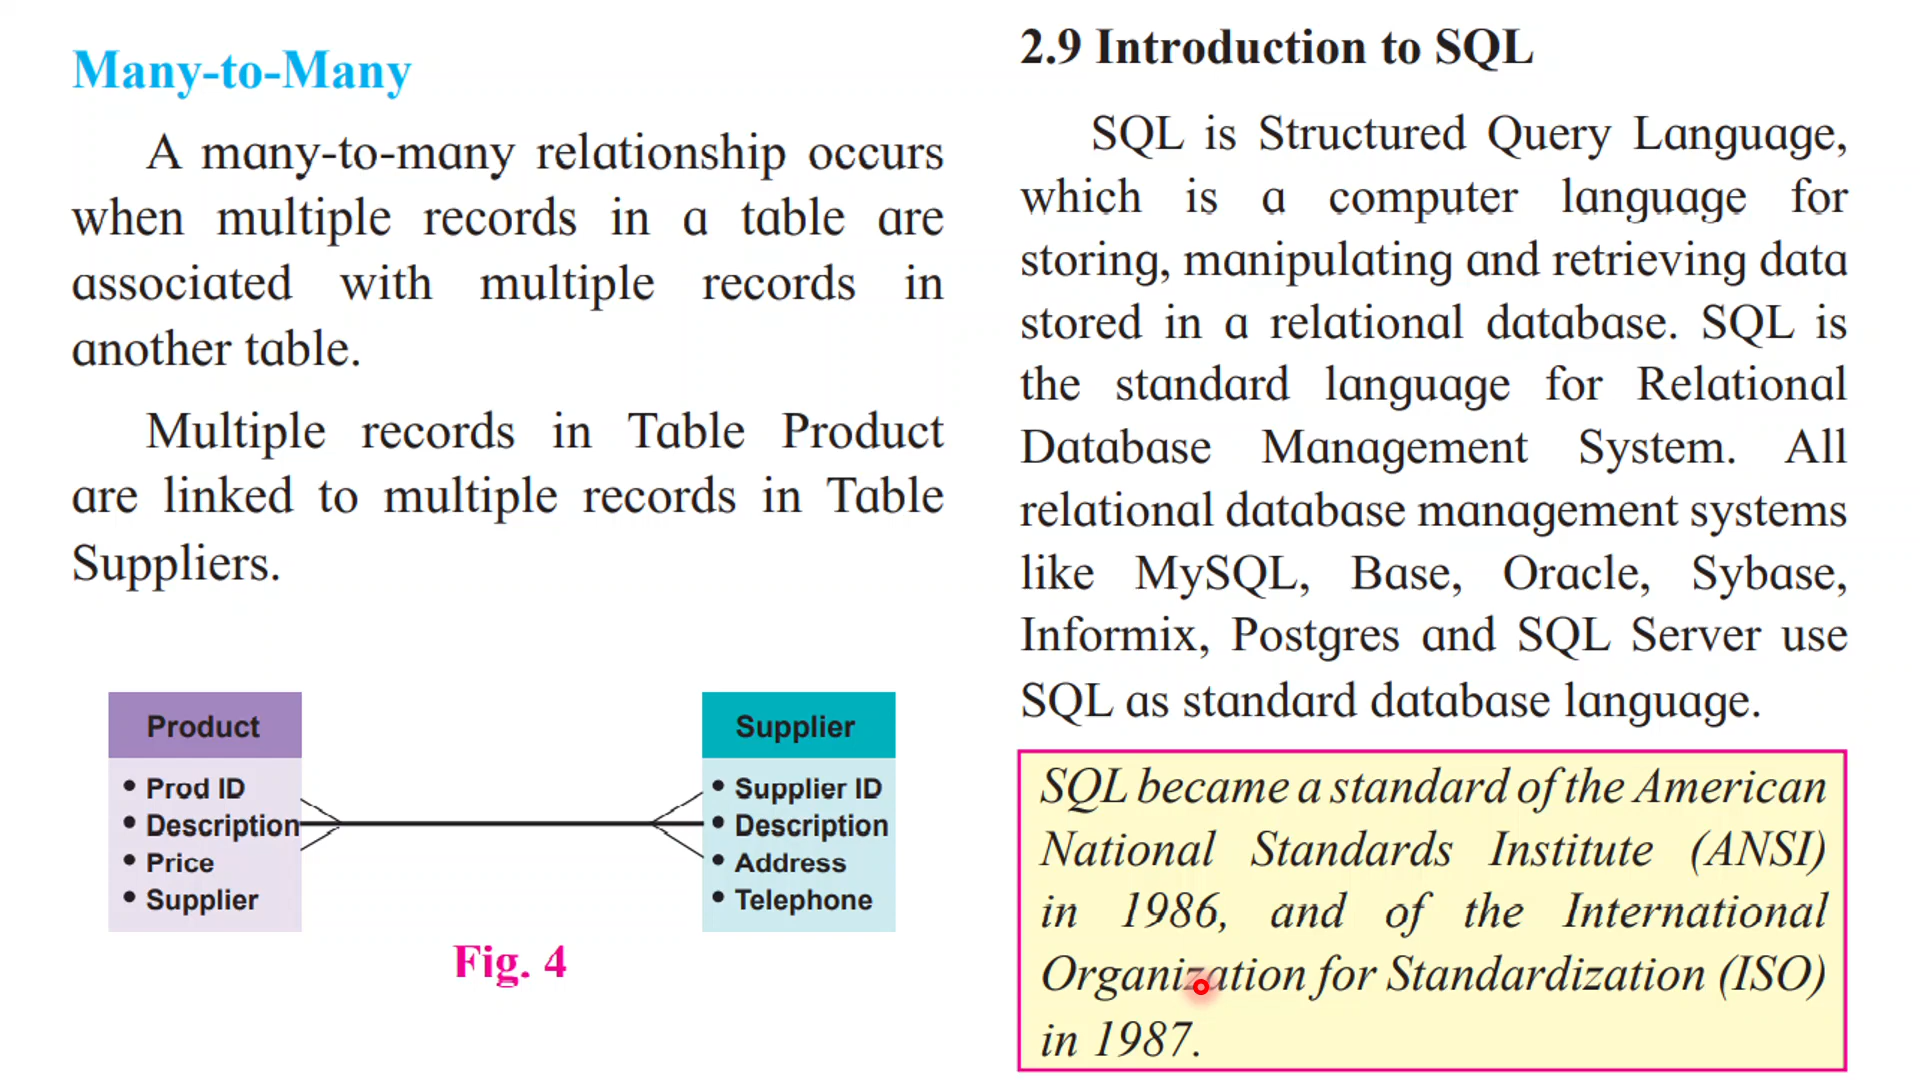 Many-to-Many
A many-to-many relationship occurs
when multiple records in a table are
associated with multiple records in
another table.
Multiple records in Table Product
are linked to multiple records in Table
Suppliers.
Product
• Prod ID
• Description
• Price
• Supplier
Supplier
• Supplier ID
• Description
• Address
• Telephone
Fig. 4
2.9 Introduction to SQL
SQL is Structured Query Language,
which is a computer language for
storing, manipulating and retrieving data
stored in a relational database. SQL is
the standard language for Relational
Database Management System. All
relational database management systems
like MySQL, Base, Oracle, Sybase,
Informix, Postgres and SQL Server use
SQL as standard database language.
SQL became a standard of the American
National Standards Institute (ANSI)
in 1986, and of the International
Organization for Standardization (ISO)
in 1987.